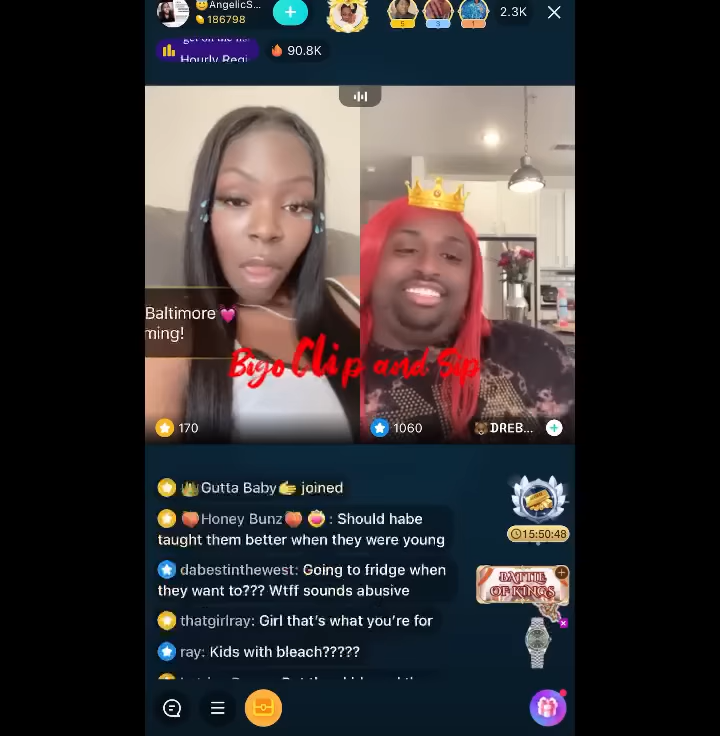 AngelicS...
186798
5
3
1
2.3K
Hourly Regi
90.8K
Baltimore 💗
ming!
Bigo Clip and Sip
170
1060
🐻DREB...
👑Gutta Baby🫱 joined
🍑Honey Bunz🍑 : Should habe
taught them better when they were young
dabestinthewest: Going to fridge when
they want to??? Wtff sounds abusive
thatgirlray: Girl that's what you're for
ray: Kids with bleach?????
15:50:48
BATTLE
OF KINGS